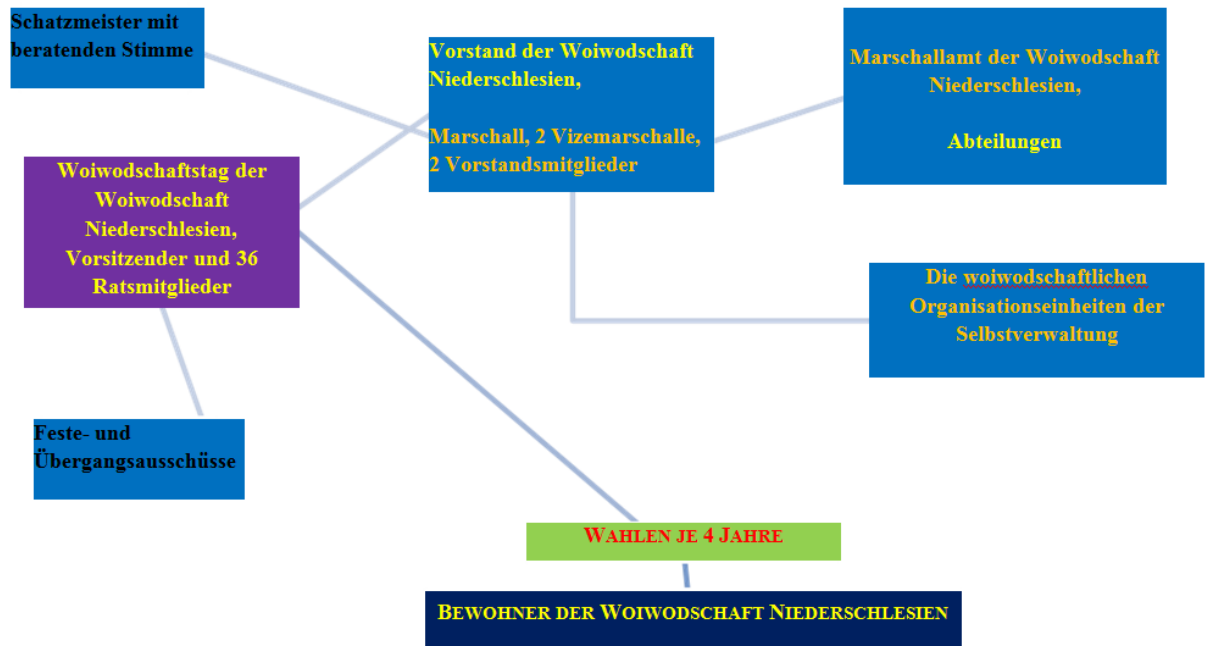 Schatzmeister mit
beratenden Stimme
Vorstand der Woiwodschaft
Niederschlesien,
Marschall, 2 Vizemarschalle,
2 Vorstandsmitglieder
Marschallamt der Woiwodschaft
Niederschlesien,
Abteilungen
Woiwodschaftstag der
Woiwodschaft
Niederschlesien,
Vorsitzender und 36
Ratsmitglieder
Die woiwodschaftlichen
Organisationseinheiten der
Selbstverwaltung
Feste- und
Übergangsausschüsse
WAHLEN JE 4 JAHRE
BEWOHNER DER WOIWODSCHAFT NIEDERSCHLESIEN